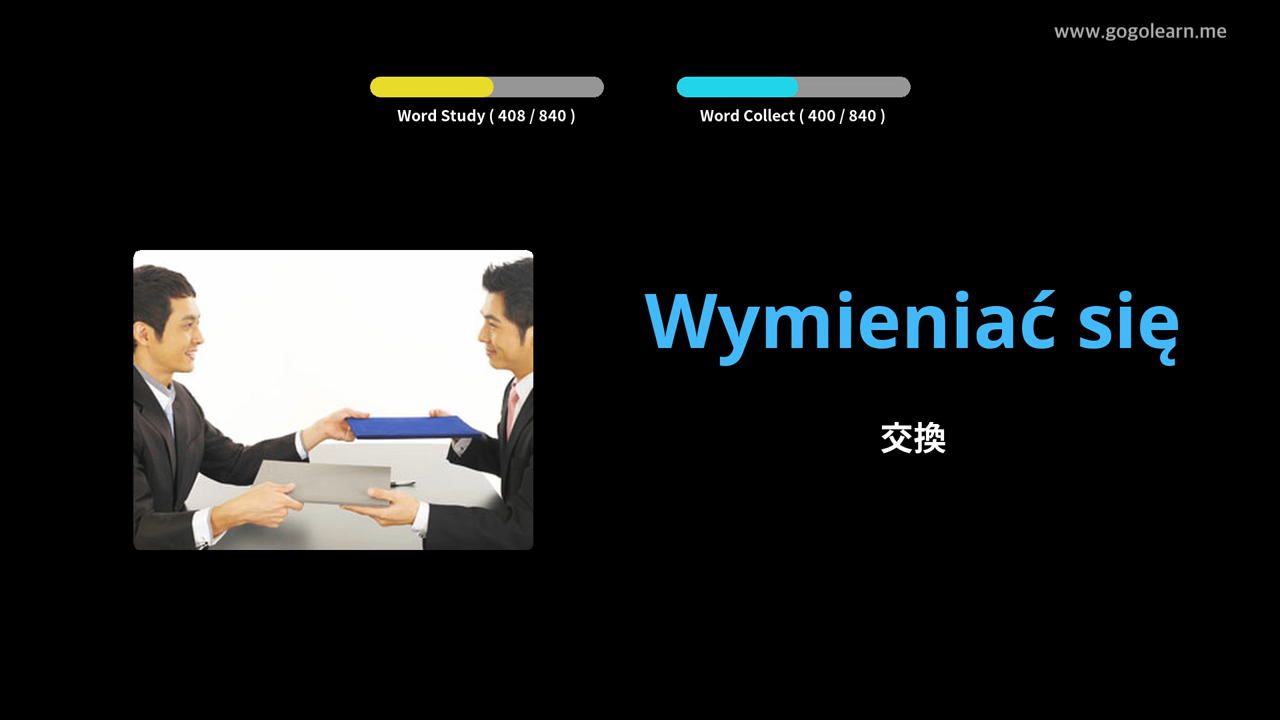 www.gogolearn.me
Word Study ( 408 / 840 )
Word Collect ( 400 / 840 )
Wymieniać się
交換